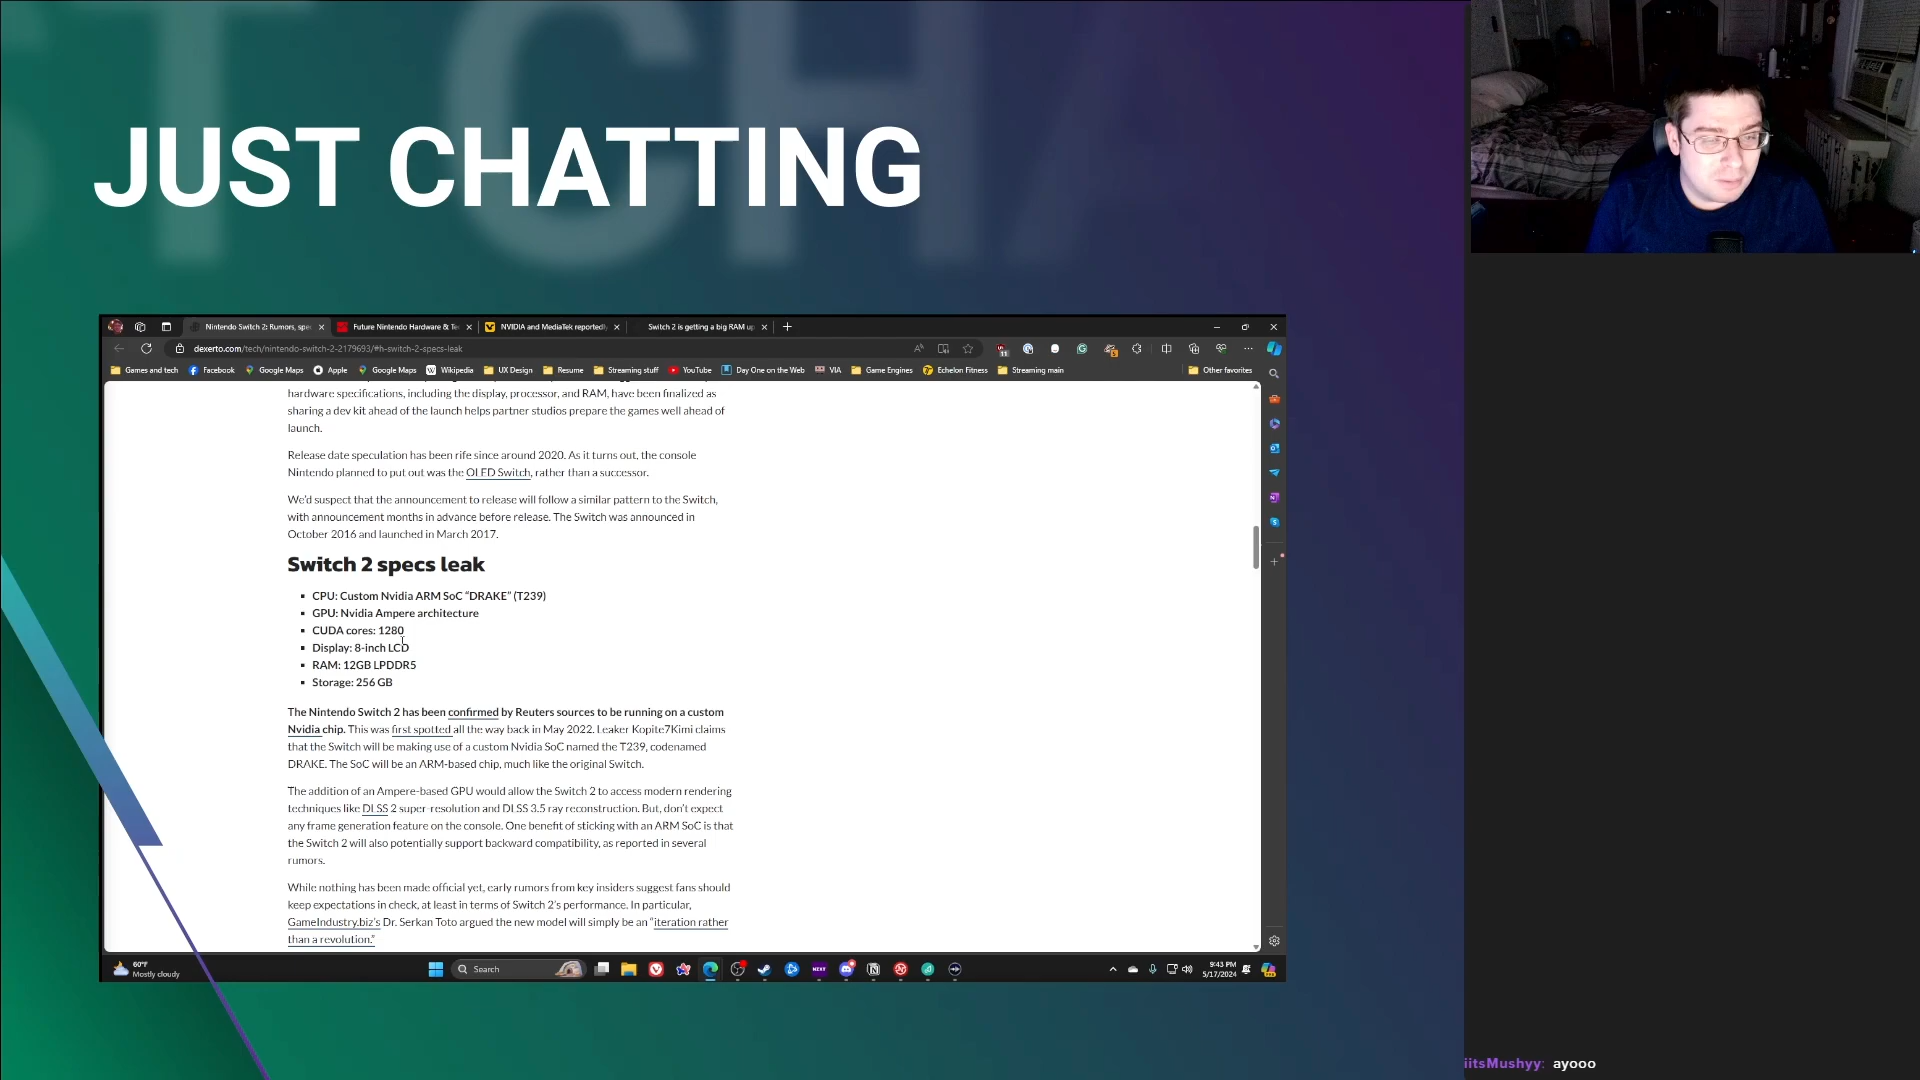 ST CHA
JUST CHATTING
Nintendo Switch 2: Rumors, spe
Future Nintendo Hardware & Te
NVIDIA and MediaTek reportedly
Switch 2 is getting a big RAM up
dexerto.com/tech/nintendo-switch-2-2179693/#h-switch-2-specs-leak
Games and tech Facebook Google Maps Apple Google Maps Wikipedia UX Design Resume Streaming stuff YouTube Day One on the Web VIA Game Engines Echelon Fitness Streaming main Other favorites
hardware specifications, including the display, processor, and RAM, have been finalized as
sharing a dev kit ahead of the launch helps partner studios prepare the games well ahead of
launch.
Release date speculation has been rife since around 2020. As it turns out, the console
Nintendo planned to put out was the OLED Switch, rather than a successor.
We'd suspect that the announcement to release will follow a similar pattern to the Switch,
with announcement months in advance before release. The Switch was announced in
October 2016 and launched in March 2017.
Switch 2 specs leak
CPU: Custom Nvidia ARM SoC "DRAKE" (T239)
GPU: Nvidia Ampere architecture
CUDA cores: 1280
Display: 8-inch LCD
RAM: 12GB LPDDR5
Storage: 256 GB
The Nintendo Switch 2 has been confirmed by Reuters sources to be running on a custom
Nvidia chip. This was first spotted all the way back in May 2022. Leaker Kopite7Kimi claims
that the Switch will be making use of a custom Nvidia SoC named the T239, codenamed
DRAKE. The SoC will be an ARM-based chip, much like the original Switch.
The addition of an Ampere-based GPU would allow the Switch 2 to access modern rendering
techniques like DLSS 2 super-resolution and DLSS 3.5 ray reconstruction. But, don't expect
any frame generation feature on the console. One benefit of sticking with an ARM SoC is that
the Switch 2 will also potentially support backward compatibility, as reported in several
rumors.
While nothing has been made official yet, early rumors from key insiders suggest fans should
keep expectations in check, at least in terms of Switch 2's performance. In particular,
GameIndustry.biz's Dr. Serkan Toto argued the new model will simply be an "iteration rather
than a revolution."
60°F
Mostly cloudy
Search
9:43 PM
5/17/2024
iitsMushyy: ayooo